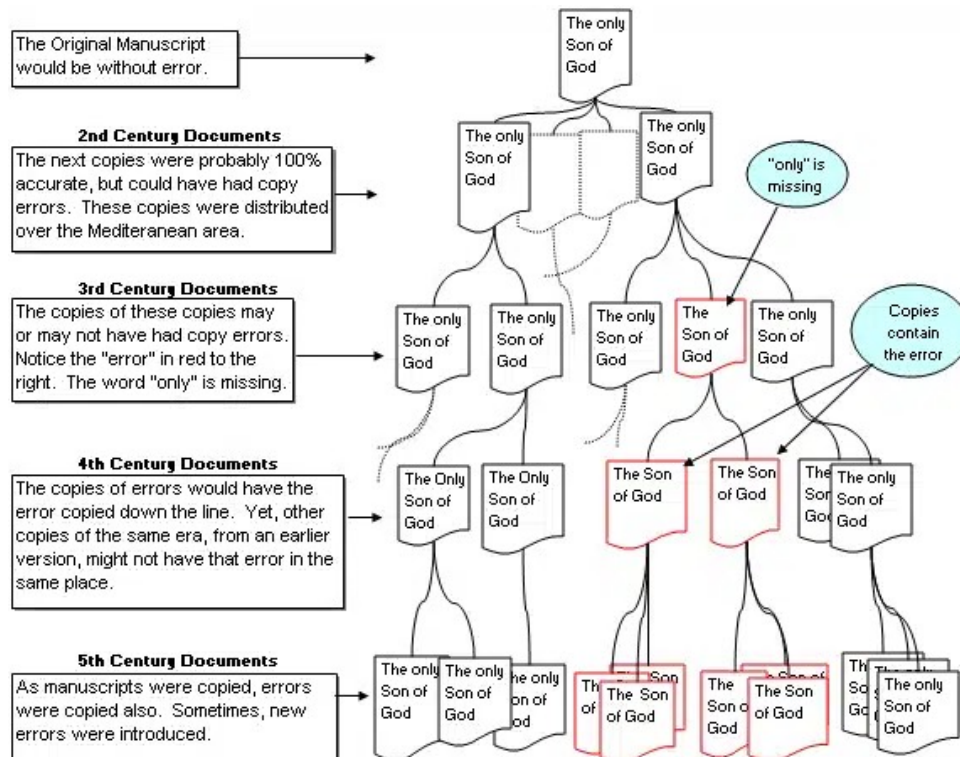 The only
Son of
God
The Original Manuscript
would be without error.
2nd Century Documents
The next copies were probably 100%
accurate, but could have had copy
errors. These copies were distributed
over the Mediteranean area.
The only
Son of
God
The only
Son of
God
"only" is
missing
3rd Century Documents
The copies of these copies may
or may not have had copy errors.
Notice the "error" in red to the
right. The word "only" is missing.
The only
Son of
God
The only
Son of
God
The only
Son of
God
The
Son of
God
The only
Son of
God
Copies
contain
the error
4th Century Documents
The copies of errors would have the
error copied down the line. Yet, other
copies of the same era, from an earlier
version, might not have that error in the
same place.
The Only
Son of
God
The Only
Son of
God
The Son
of God
The Son
of God
The only
Son of
God
5th Century Documents
As manuscripts were copied, errors
were copied also. Sometimes, new
errors were introduced.
The only
Son of
God
The only
Son of
God
The only
Son of
God
The Son
of God
The Son
of God
The only
Son of
God